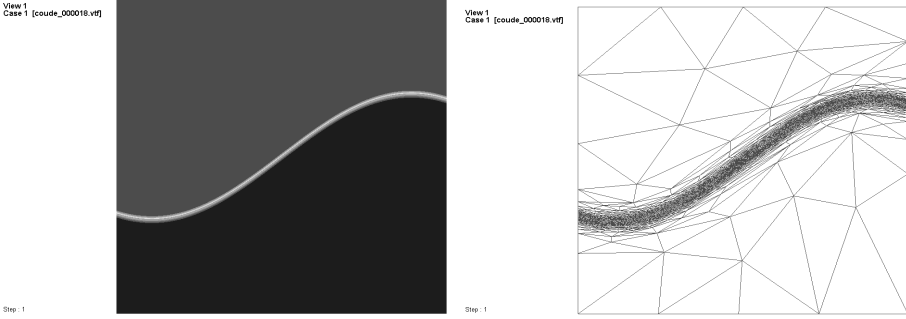 View 1
Case 1 [coude_000018.vtf]
Step : 1
View 1
Case 1 [coude_000018.vtf]
Step : 1